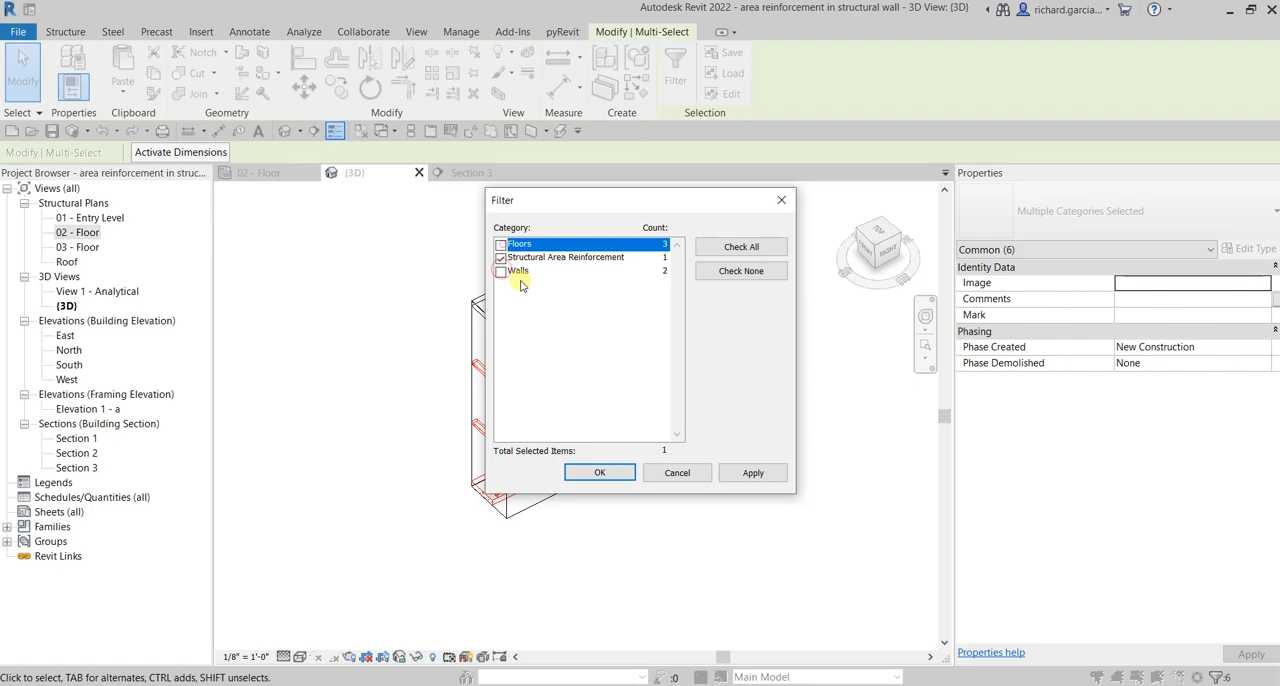 Autodesk Revit 2022 - area reinforcement in structural wall - 3D View: {3D}
richard.garcia...
File Structure Steel Precast Insert Annotate Analyze Collaborate View Manage Add-Ins pyRevit Modify | Multi-Select
Modify
Paste
Notch
Cut
Join
Filter
Save
Load
Edit
Select Properties Clipboard Geometry Modify View Measure Create Selection
Modify | Multi-Select Activate Dimensions
Project Browser - area reinforcement in struc...
02 - Floor
{3D}
Section 3
Properties
Views (all)
Structural Plans
01 - Entry Level
02 - Floor
03 - Floor
Roof
3D Views
View 1 - Analytical
{3D}
Elevations (Building Elevation)
East
North
South
West
Elevations (Framing Elevation)
Elevation 1 - a
Sections (Building Section)
Section 1
Section 2
Section 3
Legends
Schedules/Quantities (all)
Sheets (all)
Families
Groups
Revit Links
Filter
Category: Count:
Floors 3
Structural Area Reinforcement 1
Walls 2
Check All
Check None
Total Selected Items: 1
OK Cancel Apply
TOP
FRONT
RIGHT
Multiple Categories Selected
Common (6) Edit Type
Identity Data
Image
Comments
Mark
Phasing
Phase Created New Construction
Phase Demolished None
Properties help Apply
1/8" = 1'-0"
Click to select, TAB for alternates, CTRL adds, SHIFT unselects.
:0
Main Model
:6